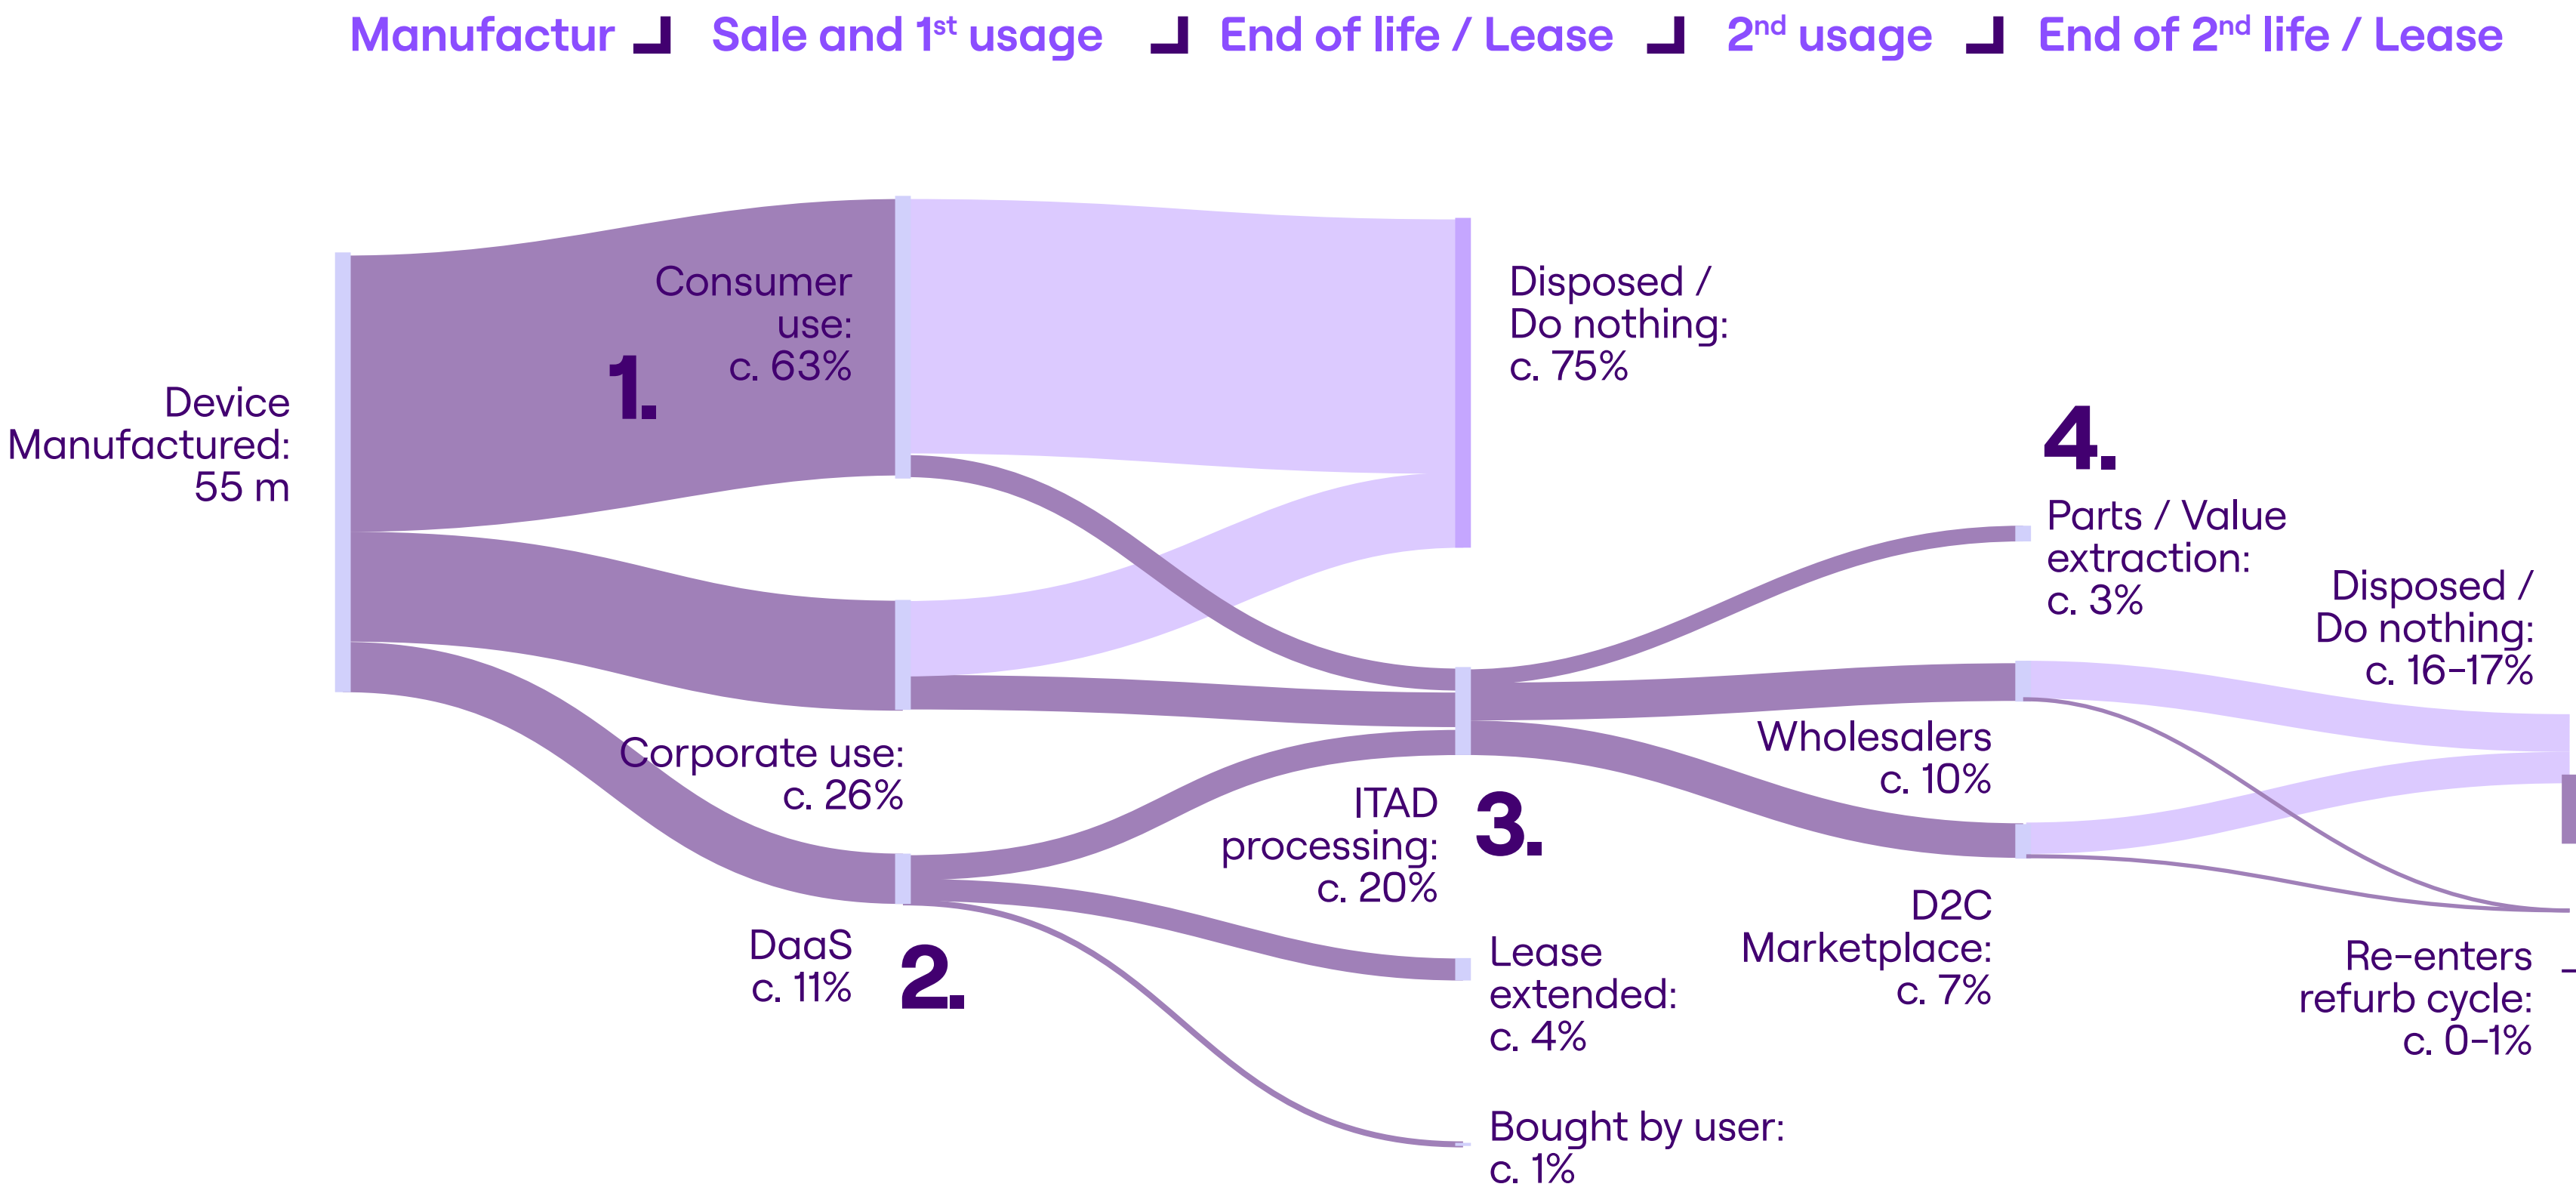 Manufactur
Sale and 1st usage
End of life / Lease
2nd usage
End of 2nd life / Lease
Device
Manufactured:
55 m
1.
Consumer
use:
c. 63%
Corporate use:
c. 26%
DaaS
c. 11%
2.
Disposed /
Do nothing:
c. 75%
ITAD
processing:
c. 20%
3.
Lease
extended:
c. 4%
Bought by user:
c. 1%
4.
Parts / Value
extraction:
c. 3%
Wholesalers
c. 10%
D2C
Marketplace:
c. 7%
Disposed /
Do nothing:
c. 16–17%
Re-enters
refurb cycle:
c. 0–1%